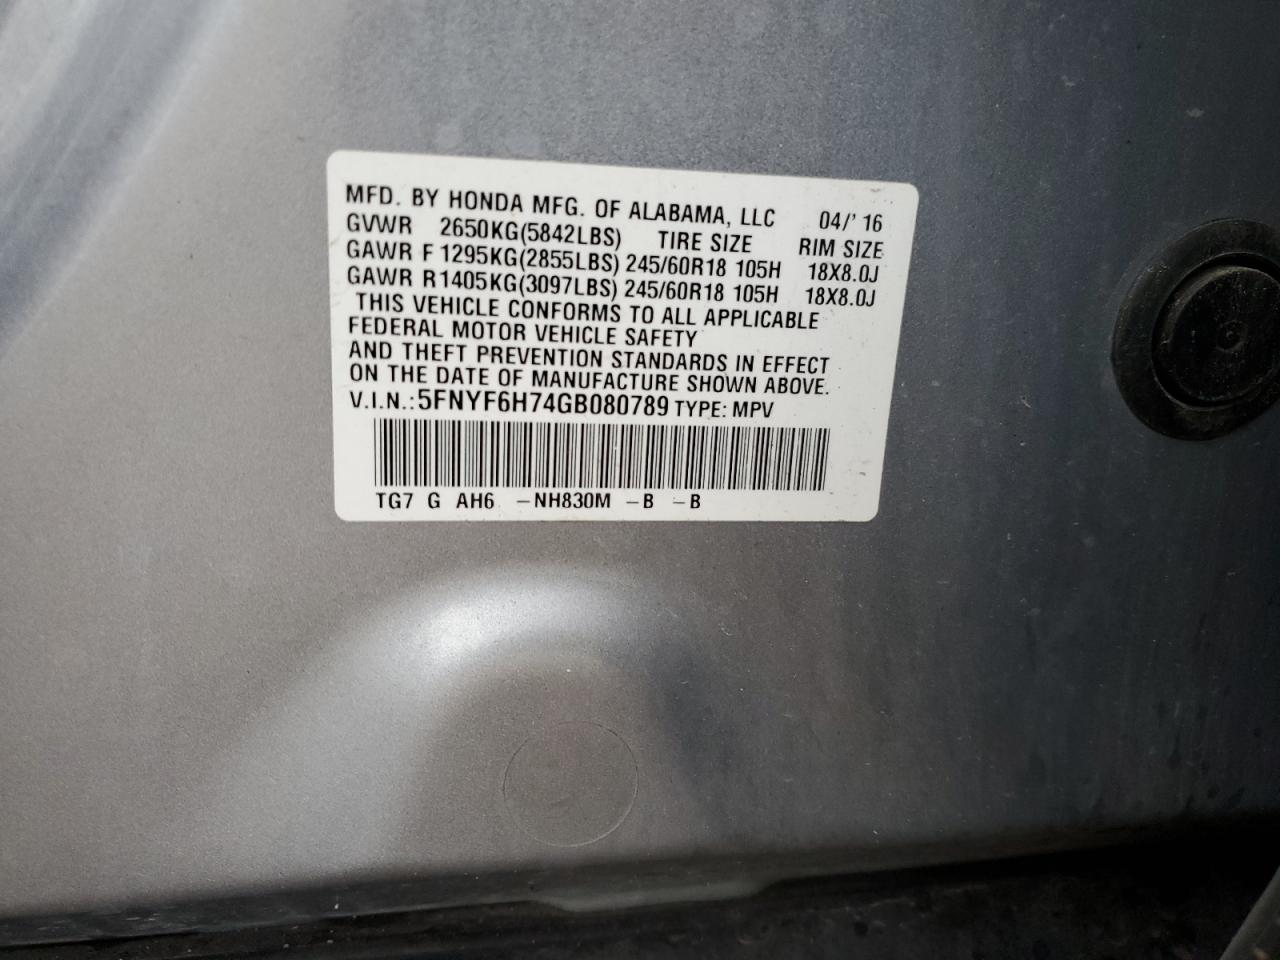 MFD. BY HONDA MFG. OF ALABAMA, LLC 04/' 16
GVWR 2650KG(5842LBS) TIRE SIZE RIM SIZE
GAWR F 1295KG(2855LBS) 245/60R18 105H 18X8.0J
GAWR R1405KG(3097LBS) 245/60R18 105H 18X8.0J
THIS VEHICLE CONFORMS TO ALL APPLICABLE
FEDERAL MOTOR VEHICLE SAFETY
AND THEFT PREVENTION STANDARDS IN EFFECT
ON THE DATE OF MANUFACTURE SHOWN ABOVE.
V.I.N.:5FNYF6H74GB080789 TYPE: MPV
TG7 G AH6 -NH830M -B -B